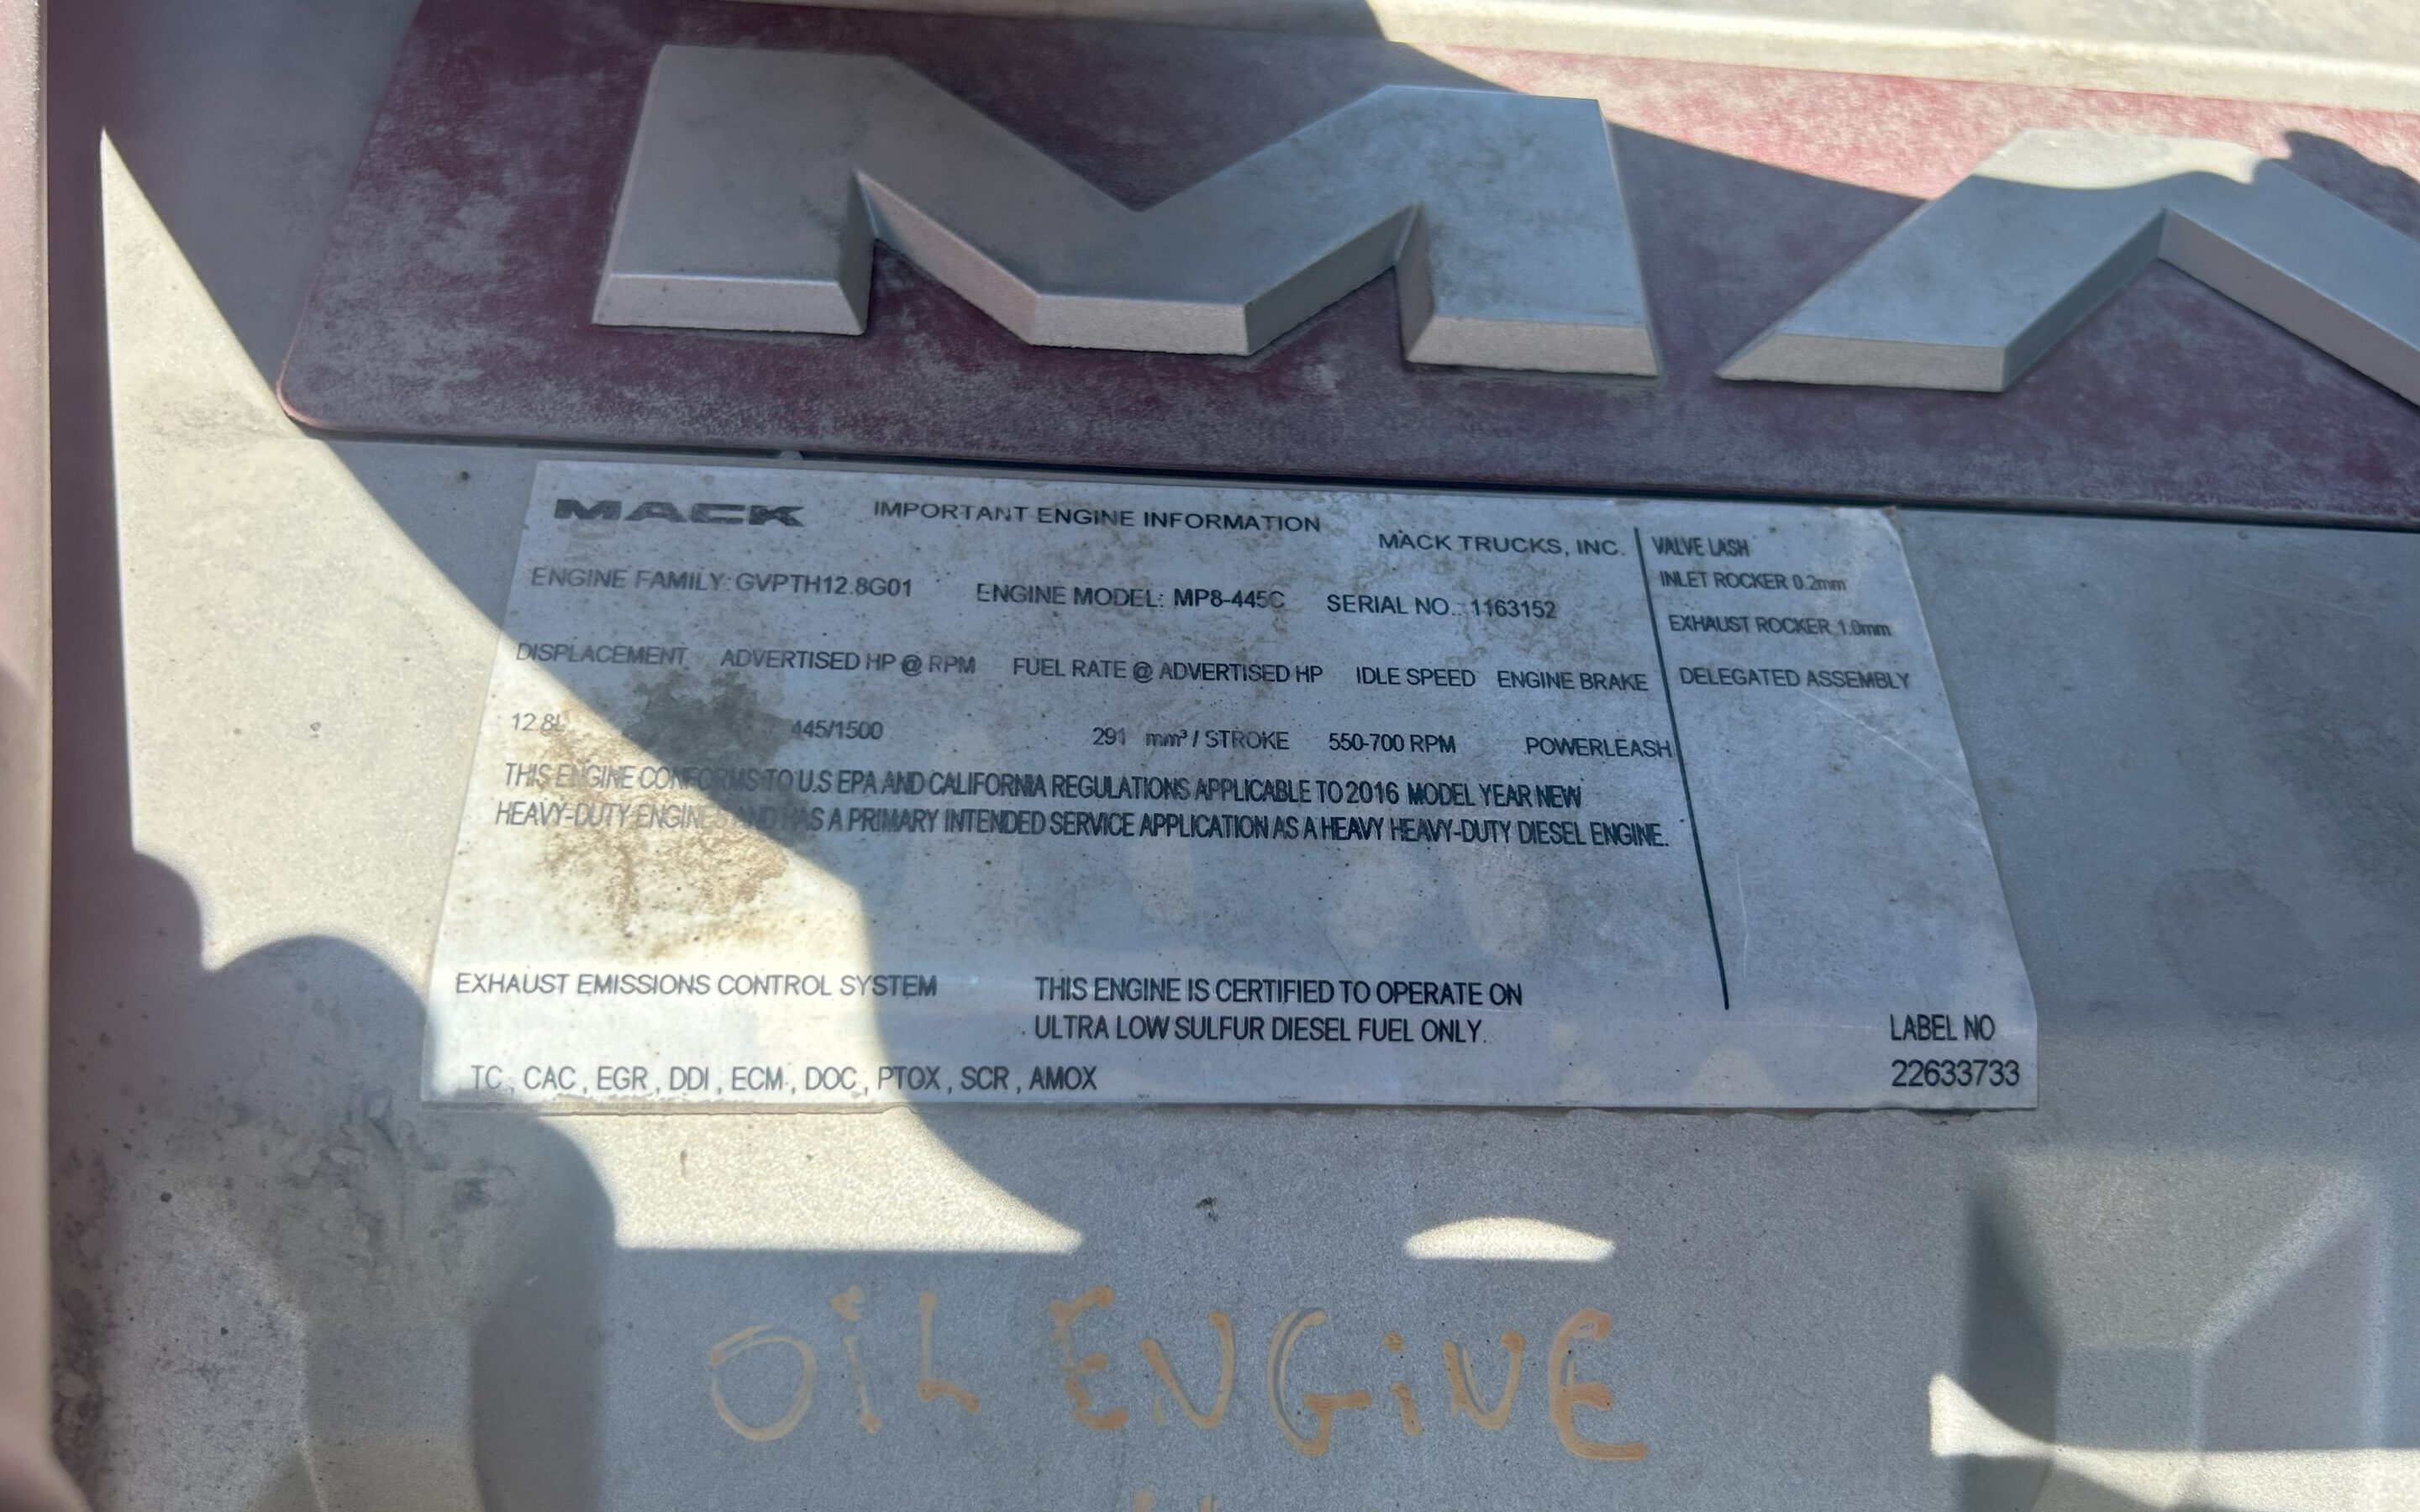 MA
MACK IMPORTANT ENGINE INFORMATION
MACK TRUCKS, INC.
ENGINE FAMILY: GVPTH12.8G01 ENGINE MODEL: MP8-445C SERIAL NO.: 1163152
DISPLACEMENT ADVERTISED HP @ RPM FUEL RATE @ ADVERTISED HP IDLE SPEED ENGINE BRAKE
12.8L 445/1500 291 mm³ / STROKE 550-700 RPM POWERLEASH
THIS ENGINE CONFORMS TO U.S EPA AND CALIFORNIA REGULATIONS APPLICABLE TO 2016 MODEL YEAR NEW
HEAVY-DUTY ENGINES AND HAS A PRIMARY INTENDED SERVICE APPLICATION AS A HEAVY HEAVY-DUTY DIESEL ENGINE.
VALVE LASH
INLET ROCKER 0.2mm
EXHAUST ROCKER 1.0mm
DELEGATED ASSEMBLY
EXHAUST EMISSIONS CONTROL SYSTEM
TC , CAC , EGR , DDI , ECM , DOC , PTOX , SCR , AMOX
THIS ENGINE IS CERTIFIED TO OPERATE ON
ULTRA LOW SULFUR DIESEL FUEL ONLY.
LABEL NO
22633733
OiL ENGiNE